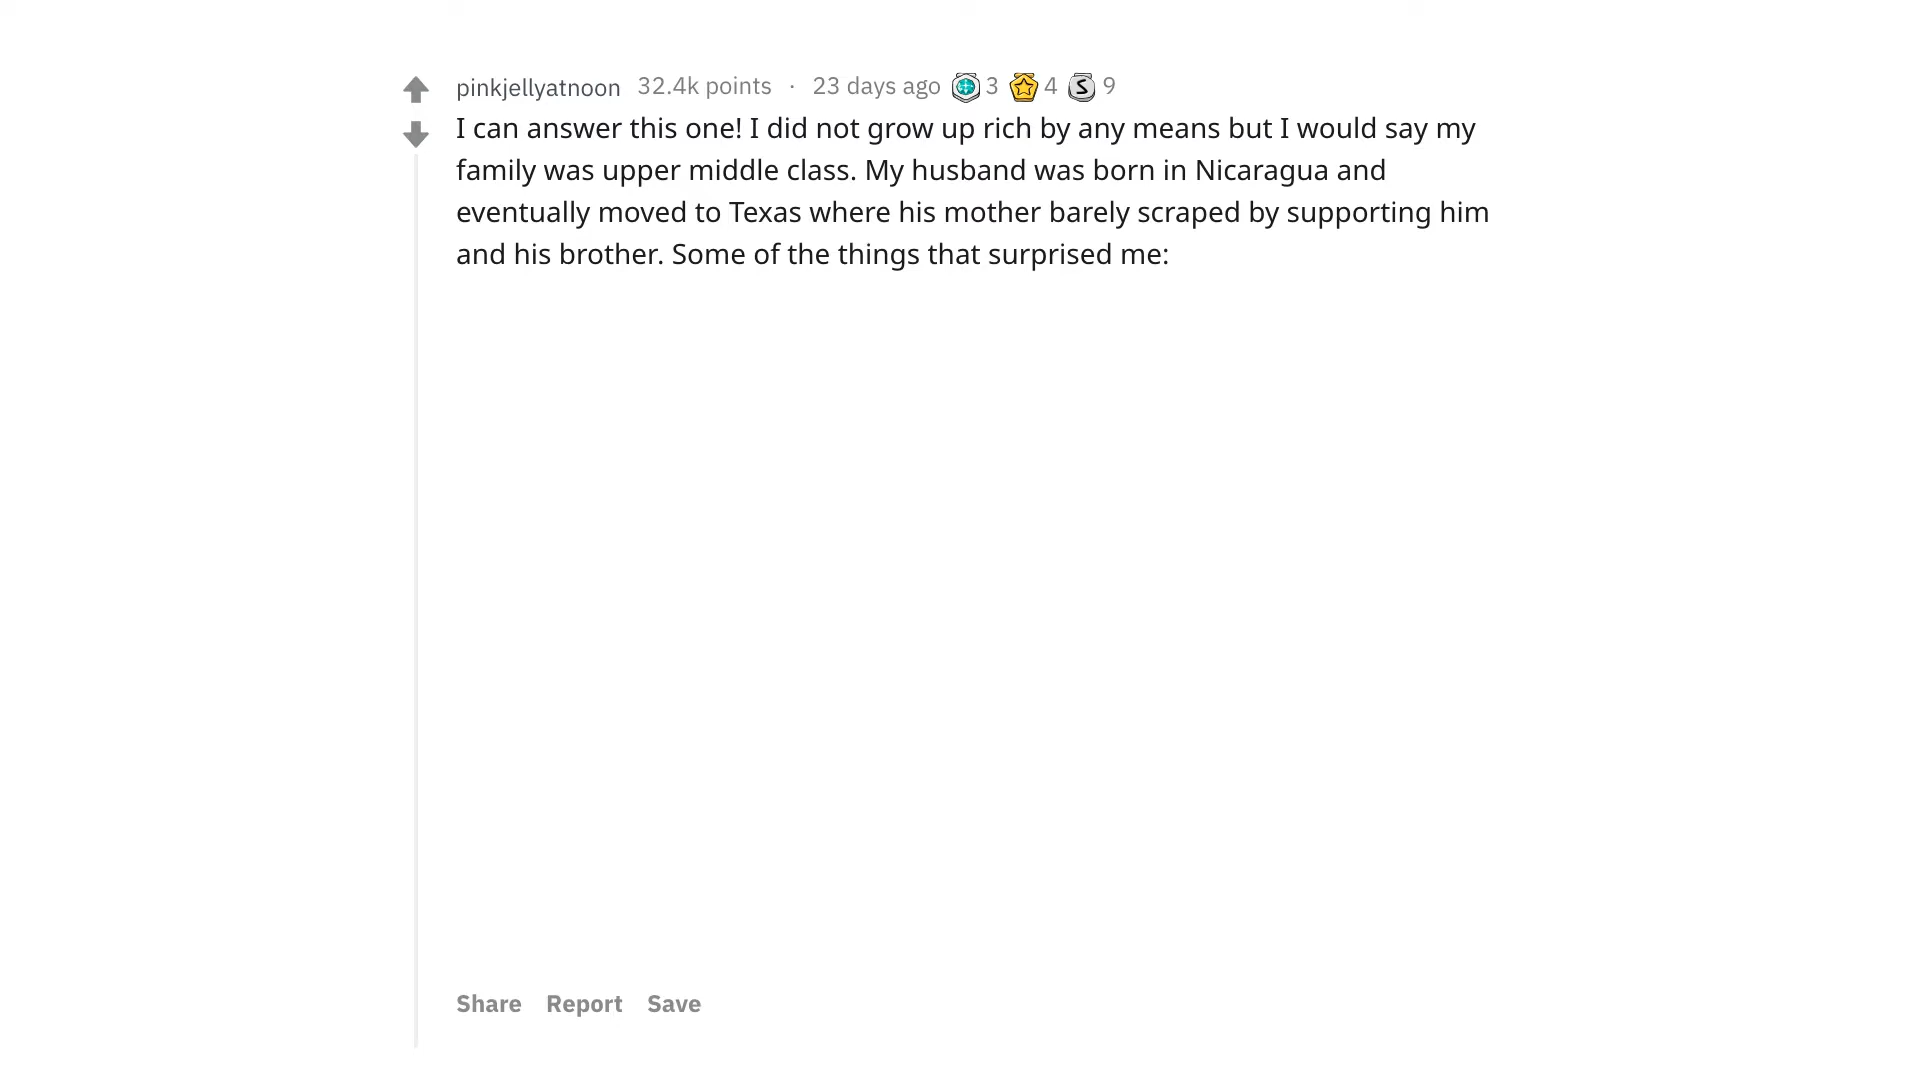 pinkjellyatnoon 32.4k points · 23 days ago 3 4 S 9
I can answer this one! I did not grow up rich by any means but I would say my
family was upper middle class. My husband was born in Nicaragua and
eventually moved to Texas where his mother barely scraped by supporting him
and his brother. Some of the things that surprised me:
Share Report Save